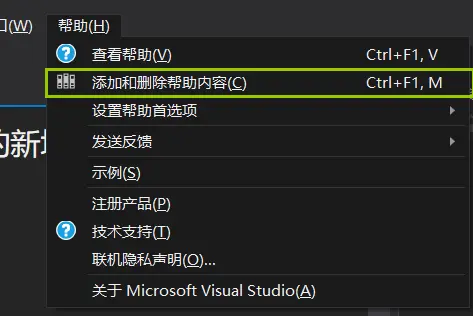 口(W) 帮助(H)
查看帮助(V) Ctrl+F1, V
添加和删除帮助内容(C) Ctrl+F1, M
设置帮助首选项
的新
发送反馈
示例(S)
注册产品(P)
技术支持(T)
联机隐私声明(O)...
关于 Microsoft Visual Studio(A)